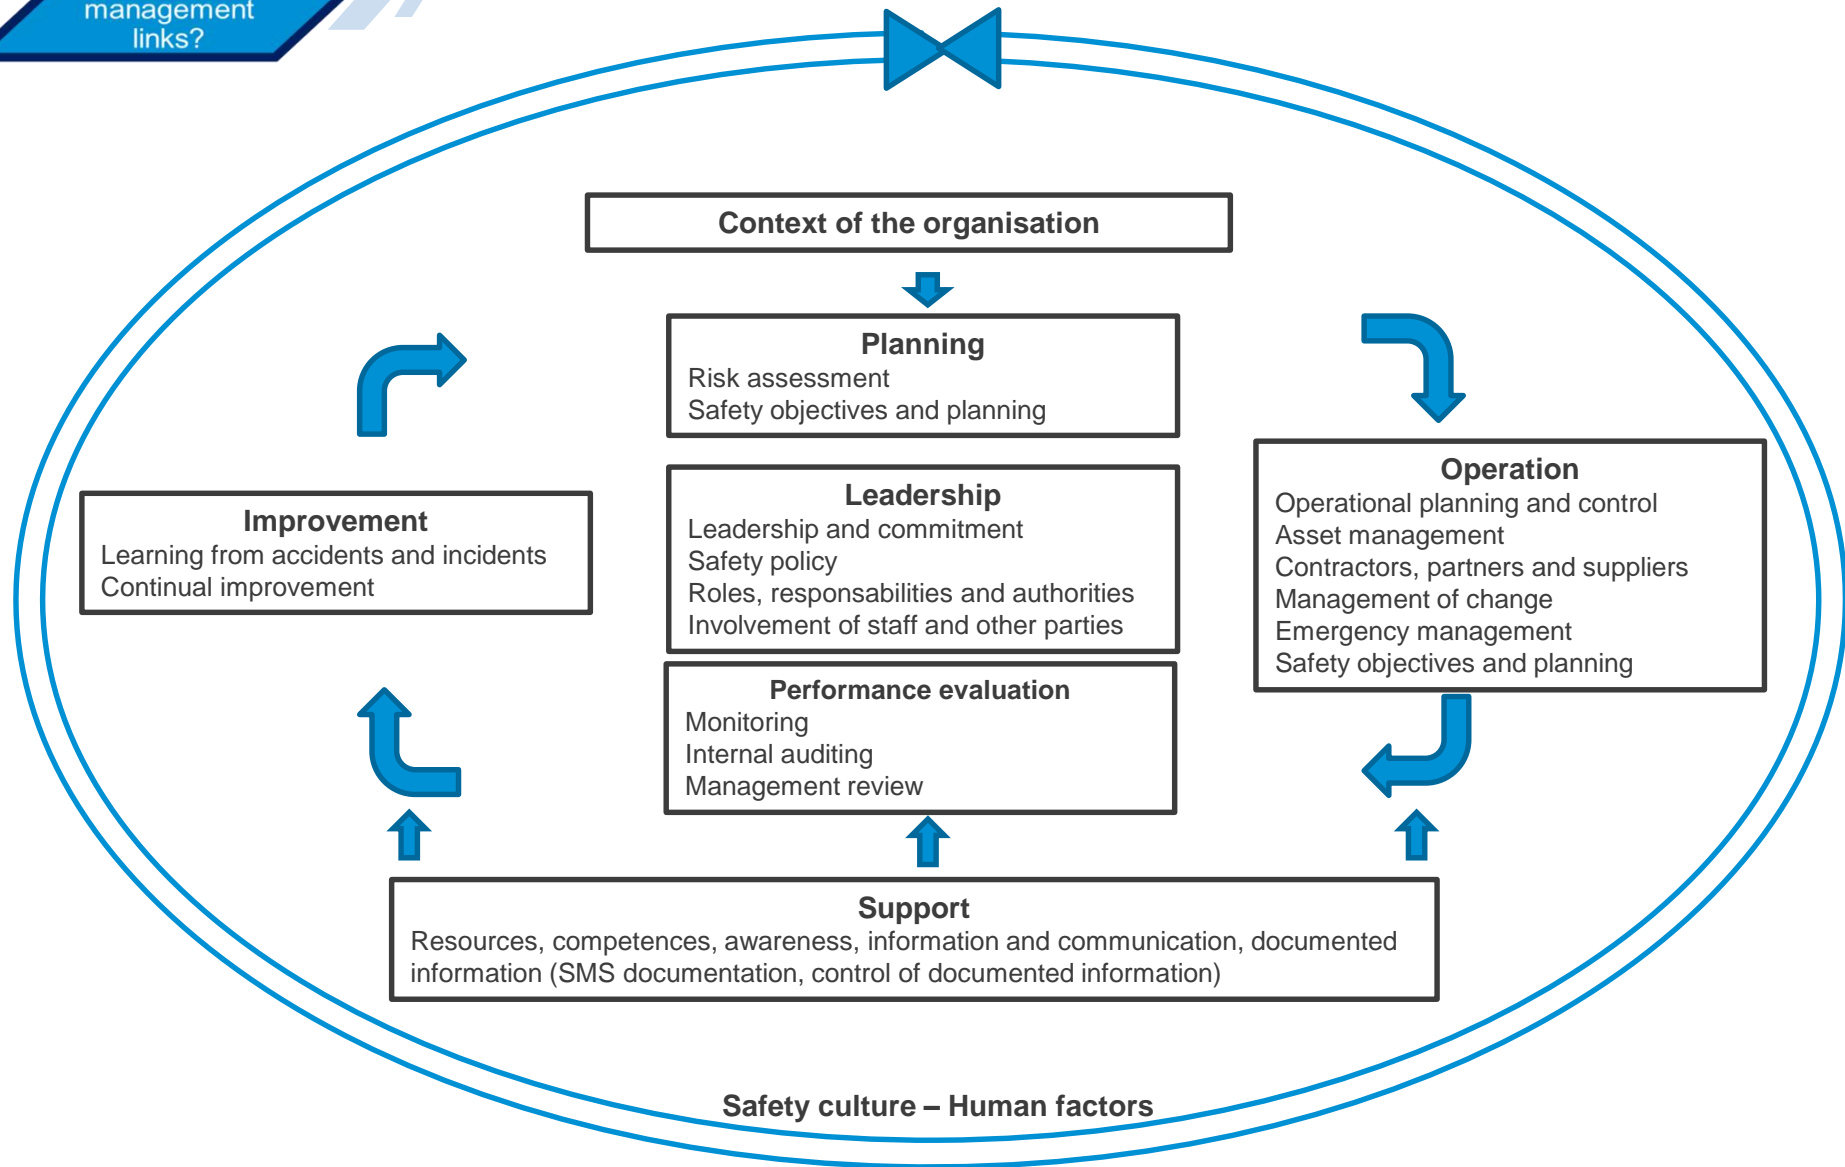 management
links?
Context of the organisation
Planning
Risk assessment
Safety objectives and planning
Leadership
Leadership and commitment
Safety policy
Roles, responsabilities and authorities
Involvement of staff and other parties
Performance evaluation
Monitoring
Internal auditing
Management review
Improvement
Learning from accidents and incidents
Continual improvement
Operation
Operational planning and control
Asset management
Contractors, partners and suppliers
Management of change
Emergency management
Safety objectives and planning
Support
Resources, competences, awareness, information and communication, documented
information (SMS documentation, control of documented information)
Safety culture – Human factors